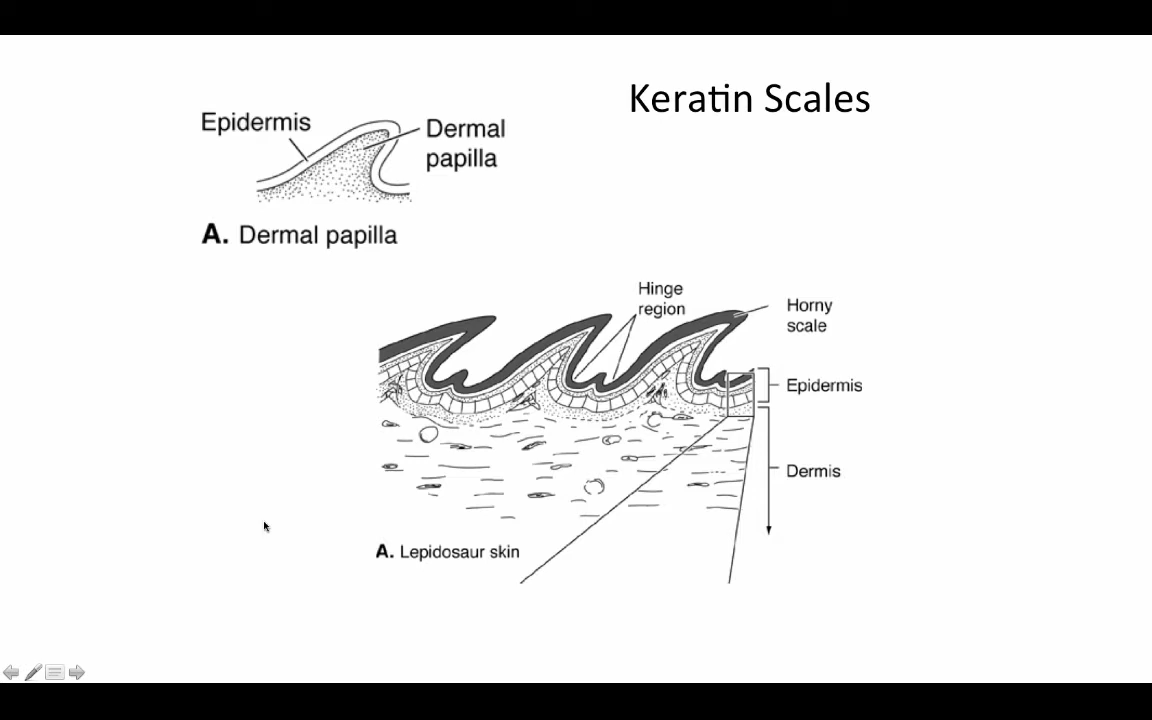 Keratin Scales
Epidermis
Dermal
papilla
A. Dermal papilla
Hinge
region
Horny
scale
Epidermis
Dermis
A. Lepidosaur skin